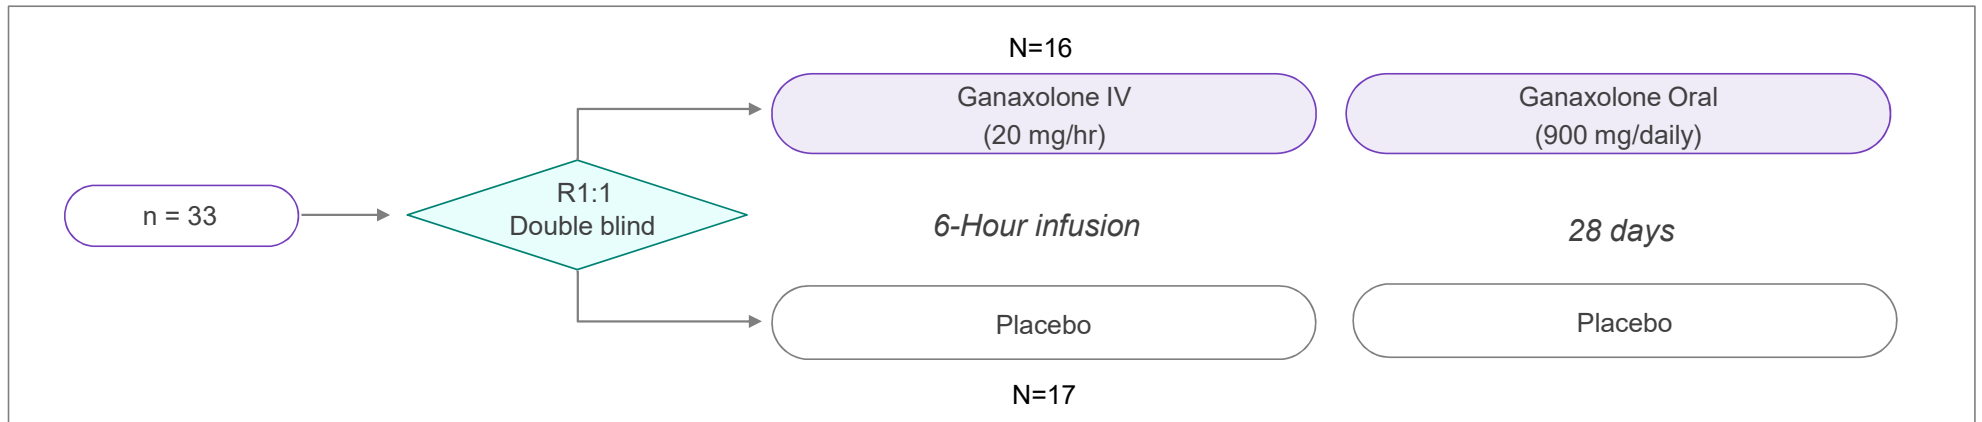 N=16
Ganaxolone IV
(20 mg/hr)
Ganaxolone Oral
(900 mg/daily)
n = 33
R1:1
Double blind
6-Hour infusion
28 days
Placebo
Placebo
N=17